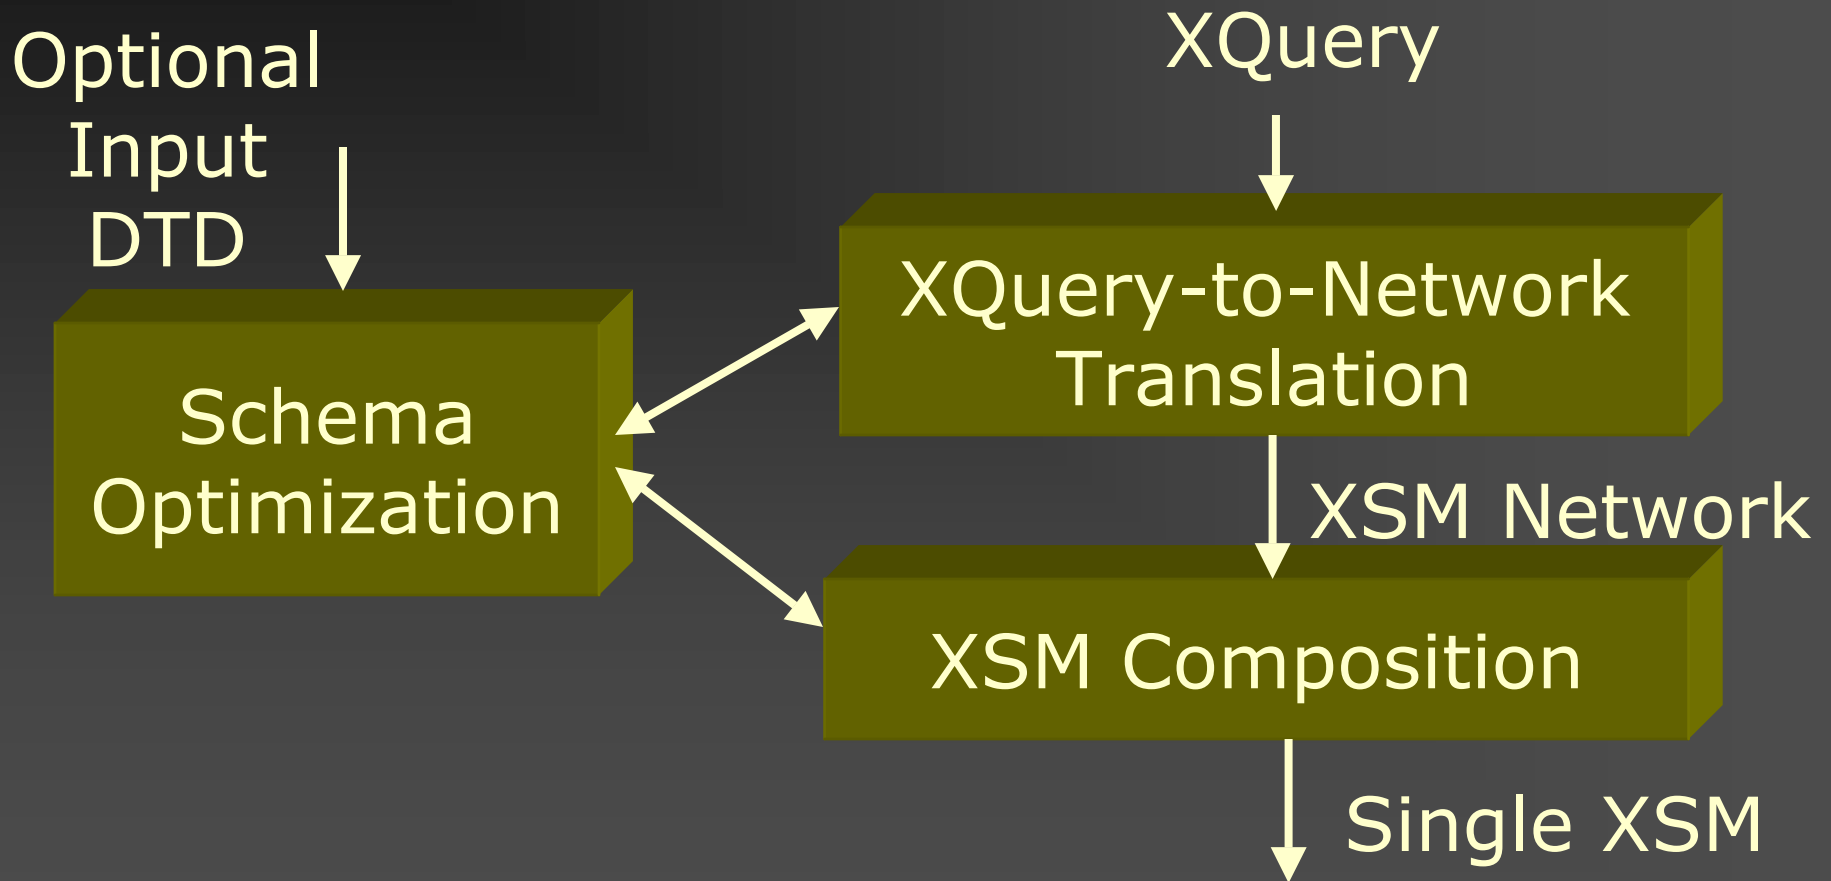 Optional
Input
DTD
XQuery
XQuery-to-Network
Translation
Schema
Optimization
XSM Network
XSM Composition
Single XSM